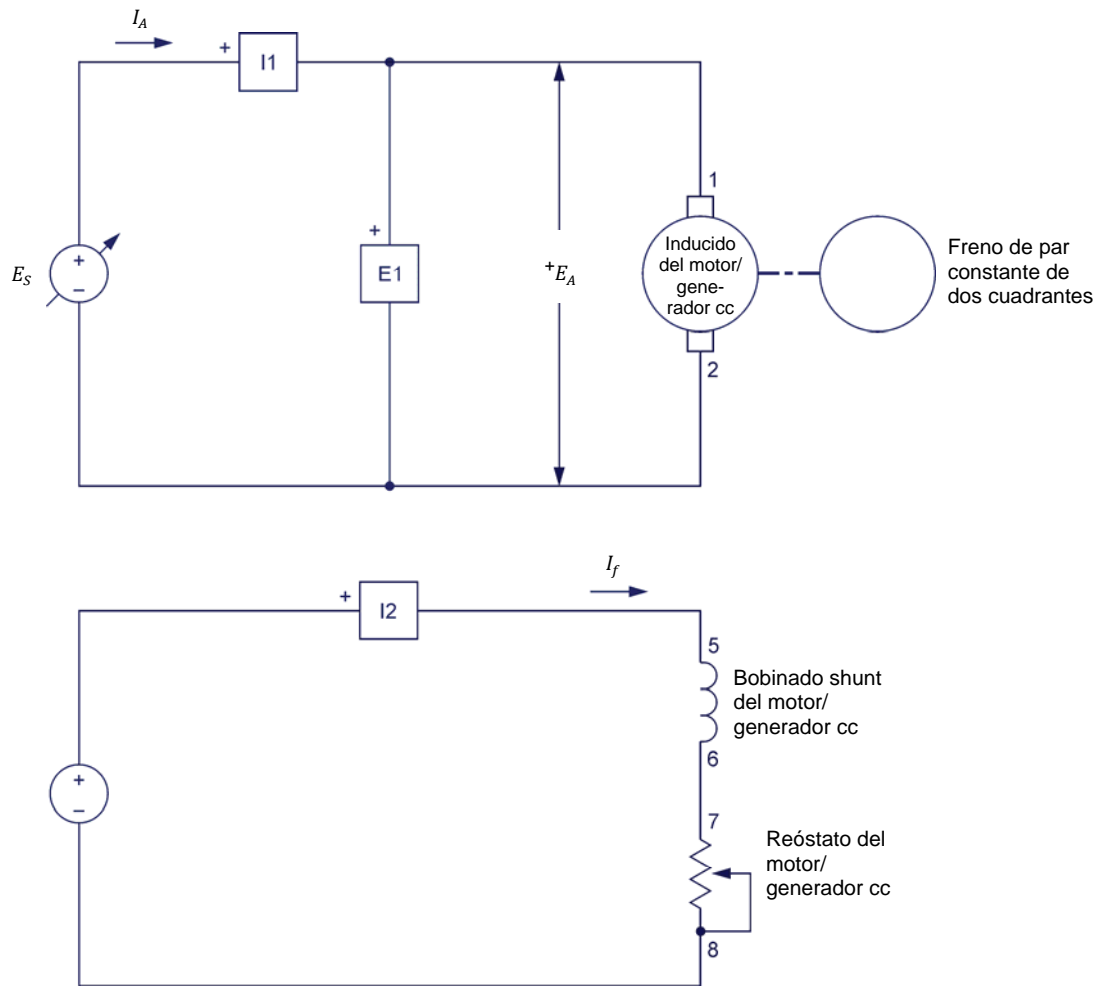 I_A
+
I1
1
+
E_S
+
−
E1
+E_A
Inducido
del motor/
gene-
rador cc
Freno de par
constante de
dos cuadrantes
2
I_f
+
I2
5
Bobinado shunt
del motor/
generador cc
6
+
−
7
Reóstato del
motor/
generador cc
8